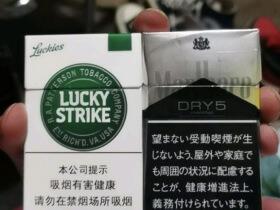 Luckies
R.A. PATTERSON TOBACCO COMPANY
LUCKY
STRIKE
EST. RICH'D, VA. USA
本公司提示
吸烟有害健康
请勿在禁烟场所吸烟
Marlboro
DRY 5
望まない受動喫煙が生
じないよう、屋外や家庭で
も周囲の状況に配慮する
ことが、健康増進法上、
義務付けられています。